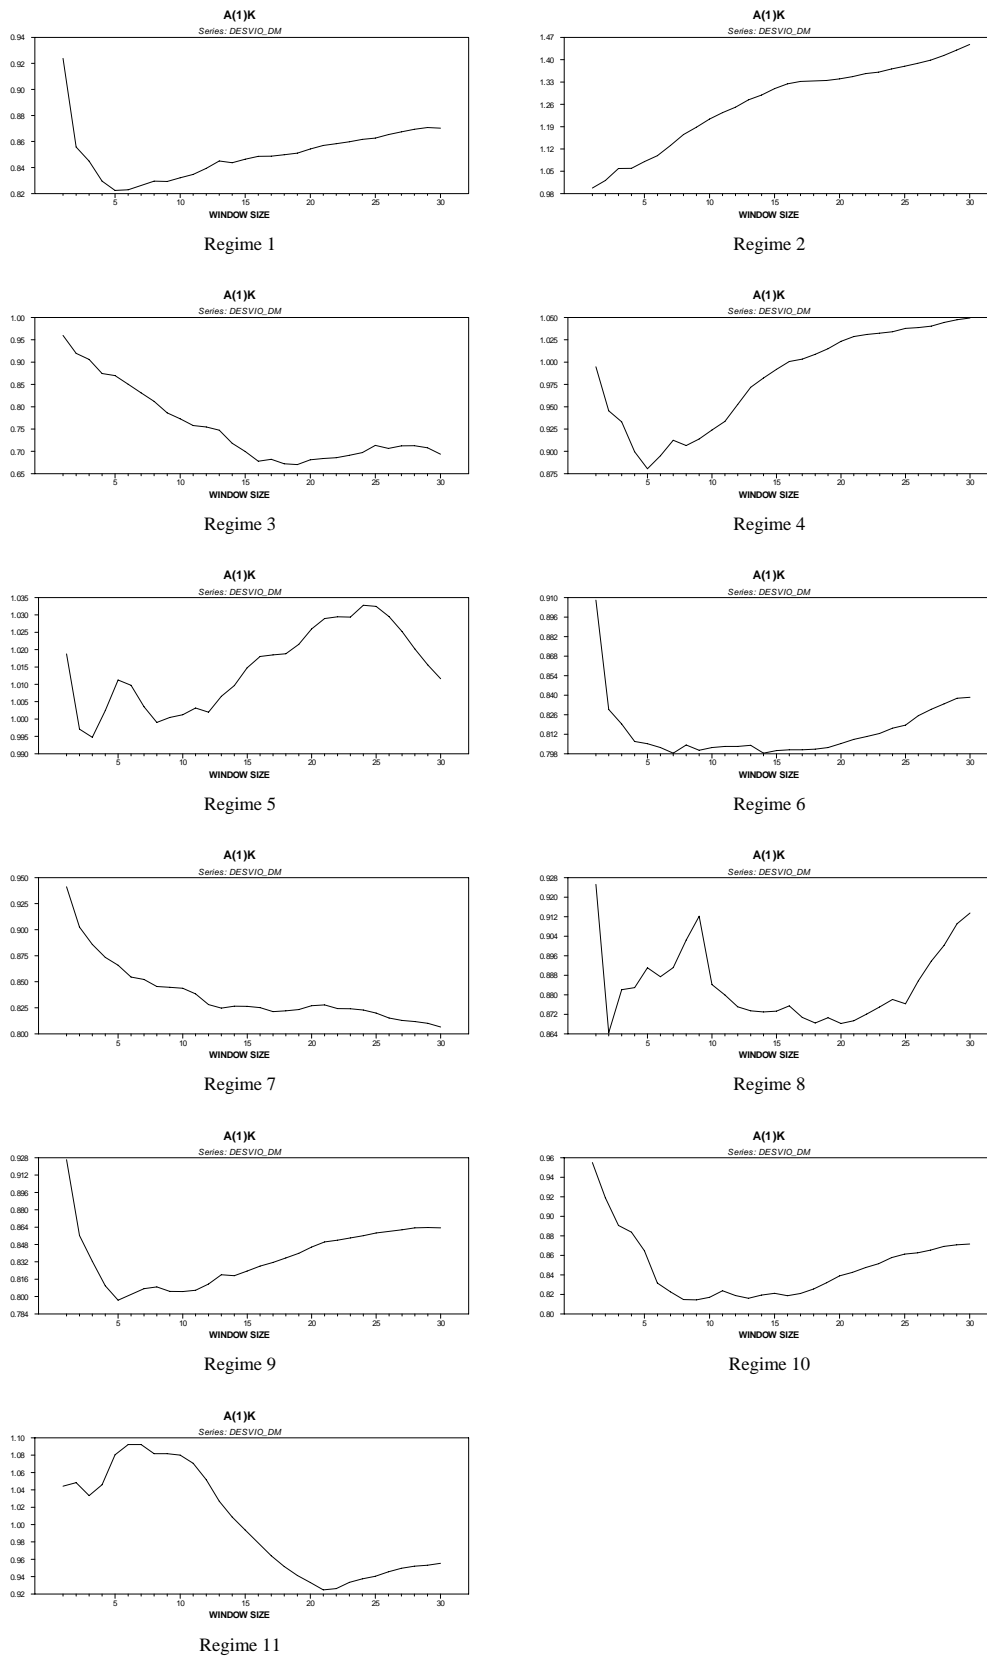 A(1)K
Series: DESVIO_DM
0.94
0.92
0.90
0.88
0.86
0.84
0.82
5 10 15 20 25 30
WINDOW SIZE
Regime 1
A(1)K
Series: DESVIO_DM
1.47
1.40
1.33
1.26
1.19
1.12
1.05
0.98
5 10 15 20 25 30
WINDOW SIZE
Regime 2
A(1)K
Series: DESVIO_DM
1.00
0.95
0.90
0.85
0.80
0.75
0.70
0.65
5 10 15 20 25 30
WINDOW SIZE
Regime 3
A(1)K
Series: DESVIO_DM
1.050
1.025
1.000
0.975
0.950
0.925
0.900
0.875
5 10 15 20 25 30
WINDOW SIZE
Regime 4
A(1)K
Series: DESVIO_DM
1.035
1.030
1.025
1.020
1.015
1.010
1.005
1.000
0.995
0.990
5 10 15 20 25 30
WINDOW SIZE
Regime 5
A(1)K
Series: DESVIO_DM
0.910
0.896
0.882
0.868
0.854
0.840
0.826
0.812
0.798
5 10 15 20 25 30
WINDOW SIZE
Regime 6
A(1)K
Series: DESVIO_DM
0.950
0.925
0.900
0.875
0.850
0.825
0.800
5 10 15 20 25 30
WINDOW SIZE
Regime 7
A(1)K
Series: DESVIO_DM
0.928
0.920
0.912
0.904
0.896
0.888
0.880
0.872
0.864
5 10 15 20 25 30
WINDOW SIZE
Regime 8
A(1)K
Series: DESVIO_DM
0.928
0.912
0.896
0.880
0.864
0.848
0.832
0.816
0.800
0.784
5 10 15 20 25 30
WINDOW SIZE
Regime 9
A(1)K
Series: DESVIO_DM
0.96
0.94
0.92
0.90
0.88
0.86
0.84
0.82
0.80
5 10 15 20 25 30
WINDOW SIZE
Regime 10
A(1)K
Series: DESVIO_DM
1.10
1.08
1.06
1.04
1.02
1.00
0.98
0.96
0.94
0.92
5 10 15 20 25 30
WINDOW SIZE
Regime 11